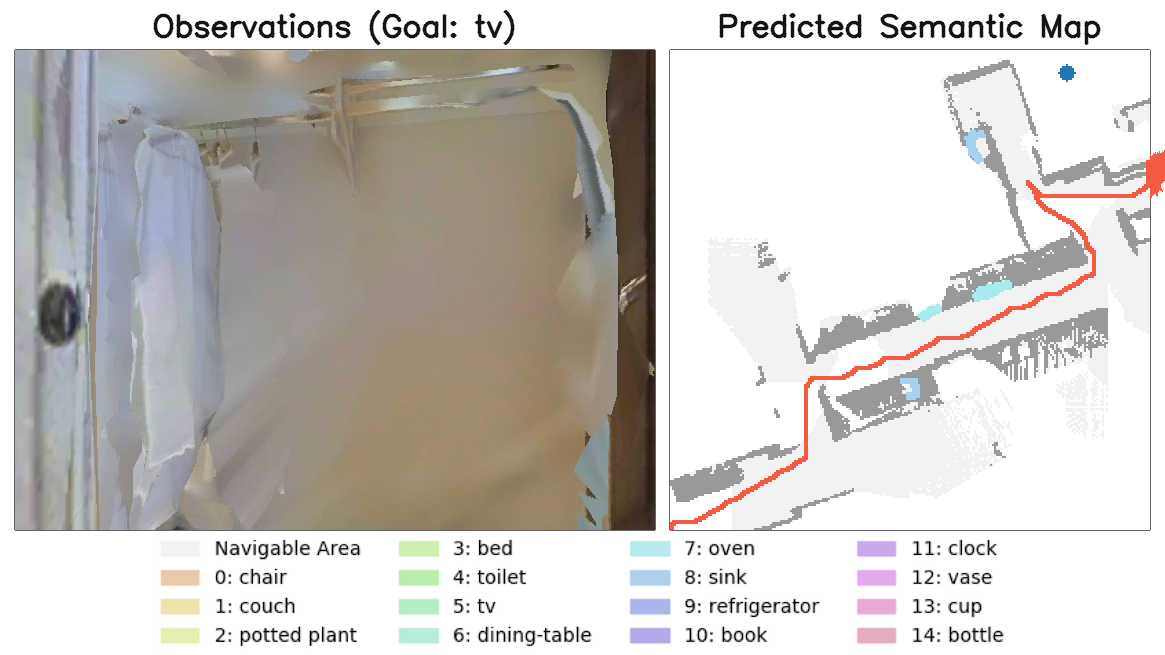 Observations (Goal: tv)
Predicted Semantic Map
Navigable Area
0: chair
1: couch
2: potted plant
3: bed
4: toilet
5: tv
6: dining-table
7: oven
8: sink
9: refrigerator
10: book
11: clock
12: vase
13: cup
14: bottle